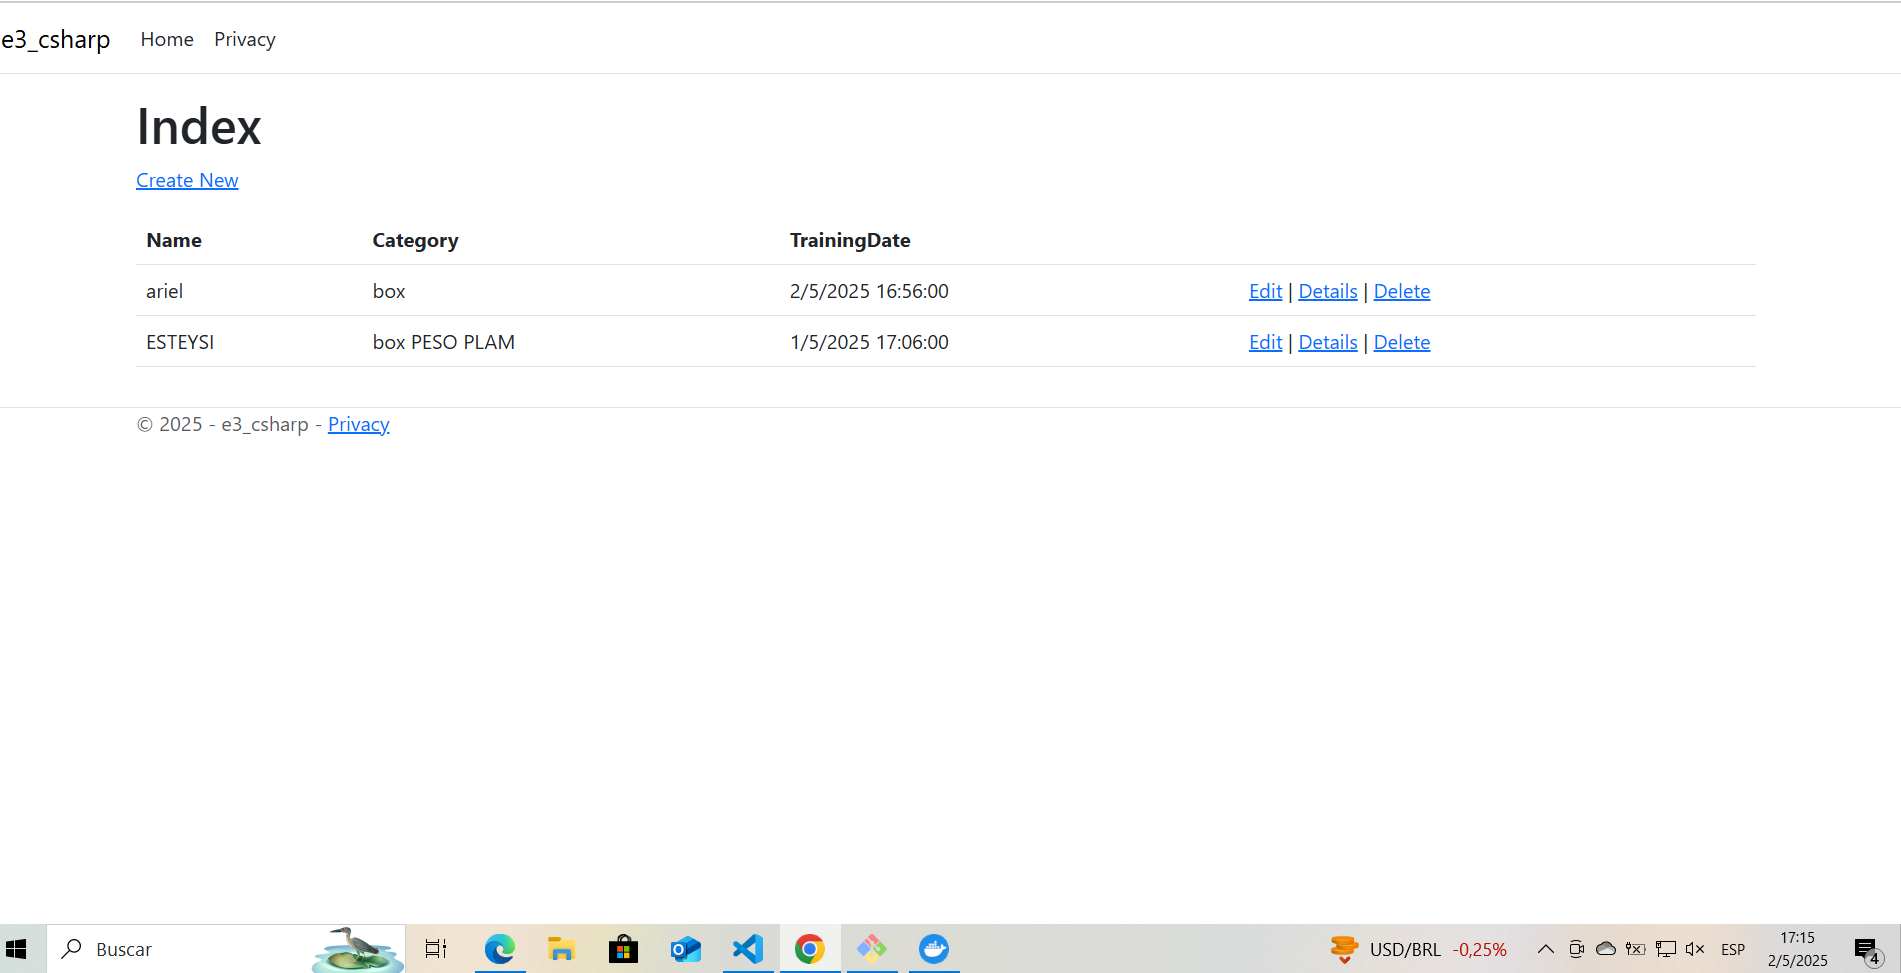 e3_csharp Home Privacy
Index
Create New
Name Category TrainingDate
ariel box 2/5/2025 16:56:00 Edit | Details | Delete
ESTEYSI box PESO PLAM 1/5/2025 17:06:00 Edit | Details | Delete
© 2025 - e3_csharp - Privacy
Buscar USD/BRL -0,25% ESP 17:15
2/5/2025 4